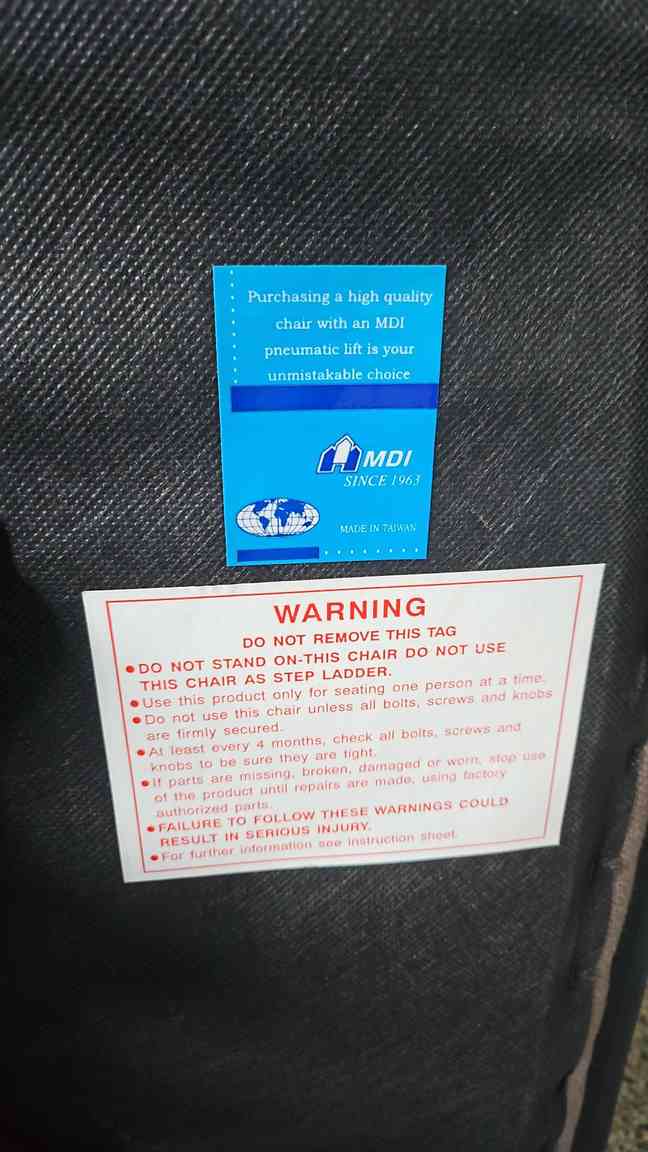 Purchasing a high quality
chair with an MDI
pneumatic lift is your
unmistakable choice
MDI
SINCE 1963
MADE IN TAIWAN
WARNING
DO NOT REMOVE THIS TAG
●DO NOT STAND ON-THIS CHAIR DO NOT USE
THIS CHAIR AS STEP LADDER.
●Use this product only for seating one person at a time.
●Do not use this chair unless all bolts, screws and knobs
are firmly secured.
●At least every 4 months, check all bolts, screws and
knobs to be sure they are tight.
●If parts are missing, broken, damaged or worn, stop use
of the product until repairs are made, using factory
authorized parts.
●FAILURE TO FOLLOW THESE WARNINGS COULD
RESULT IN SERIOUS INJURY.
●For further information see instruction sheet.